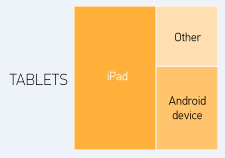 Other
TABLETS
iPad
Android
device